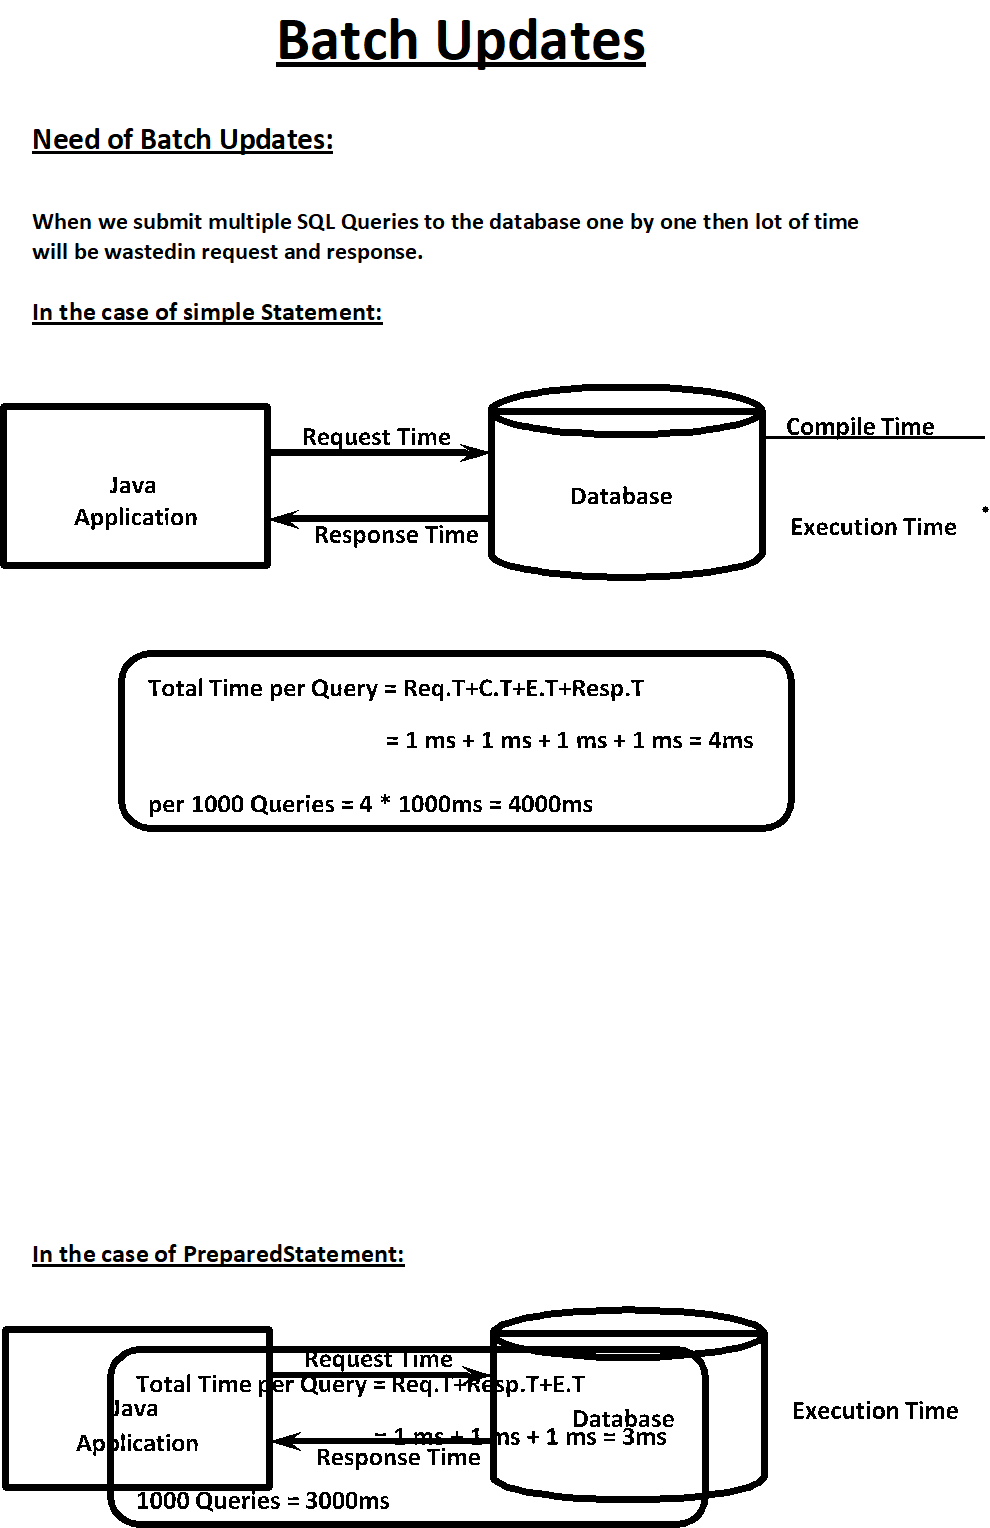 Batch Updates
Need of Batch Updates:
When we submit multiple SQL Queries to the database one by one then lot of time
will be wastedin request and response.
In the case of simple Statement:
Request Time
Compile Time
Java
Application
Database
Response Time
Execution Time
Total Time per Query = Req.T+C.T+E.T+Resp.T
= 1 ms + 1 ms + 1 ms + 1 ms = 4ms
per 1000 Queries = 4 * 1000ms = 4000ms
In the case of PreparedStatement:
Request Time
Total Time per Query = Req.T+Resp.T+E.T
Java
Application
Database
Execution Time
= 1 ms + 1 ms + 1 ms = 3ms
Response Time
1000 Queries = 3000ms